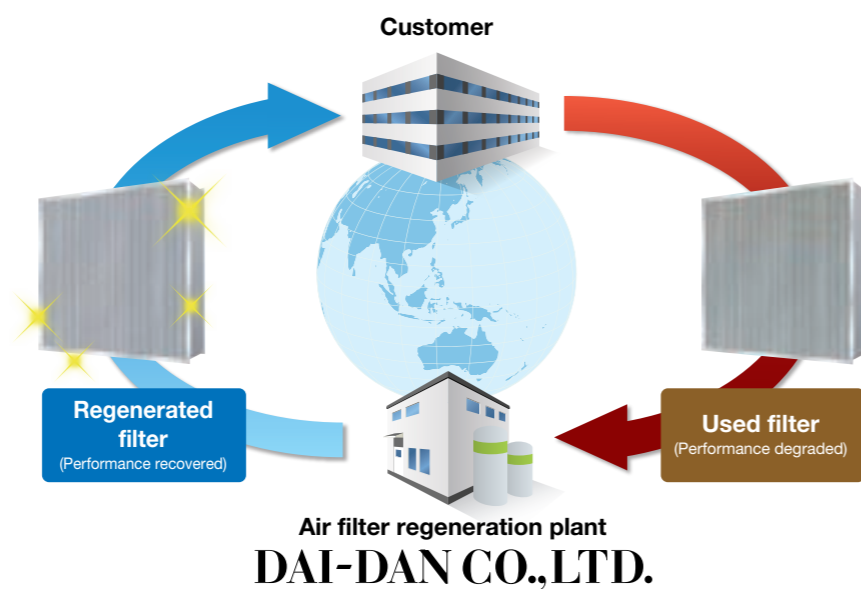 Customer
Regenerated
filter
(Performance recovered)
Used filter
(Performance degraded)
Air filter regeneration plant
DAI-DAN CO.,LTD.